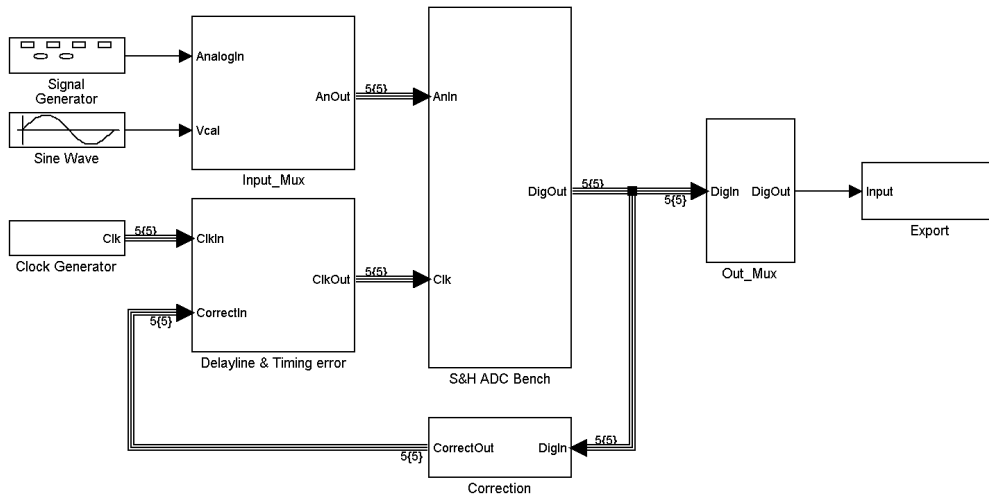 AnalogIn
Vcal
AnOut
Input_Mux
Signal
Generator
Sine Wave
5{5}
AnIn
DigOut
Clk
S&H ADC Bench
Clk
Clock Generator
5{5}
ClkIn
ClkOut
CorrectIn
Delayline & Timing error
5{5}
5{5}
5{5}
5{5}
DigIn
DigOut
Out_Mux
Input
Export
5{5}
DigIn
CorrectOut
5{5}
Correction